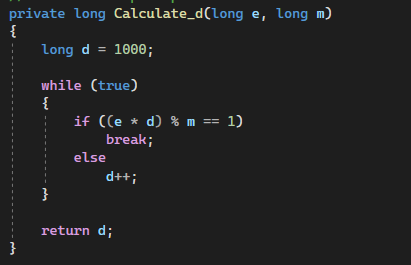 private long Calculate_d(long e, long m)
{
    long d = 1000;

    while (true)
    {
        if ((e * d) % m == 1)
            break;
        else
            d++;
    }

    return d;
}